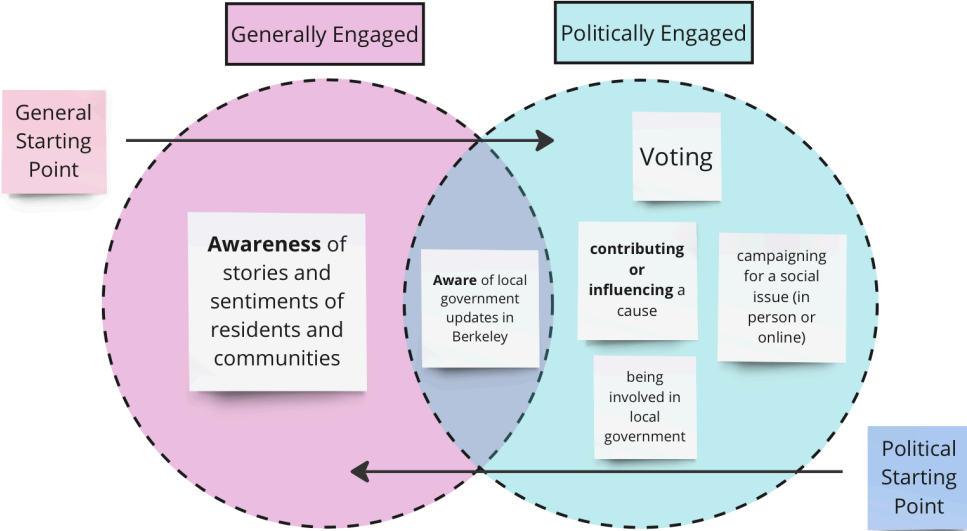 Generally Engaged
Politically Engaged
General
Starting
Point
Voting
Awareness of
stories and
sentiments of
residents and
communities
Aware of local
government
updates in
Berkeley
contributing
or
influencing a
cause
campaigning
for a social
issue (in
person or
online)
being
involved in
local
government
Political
Starting
Point